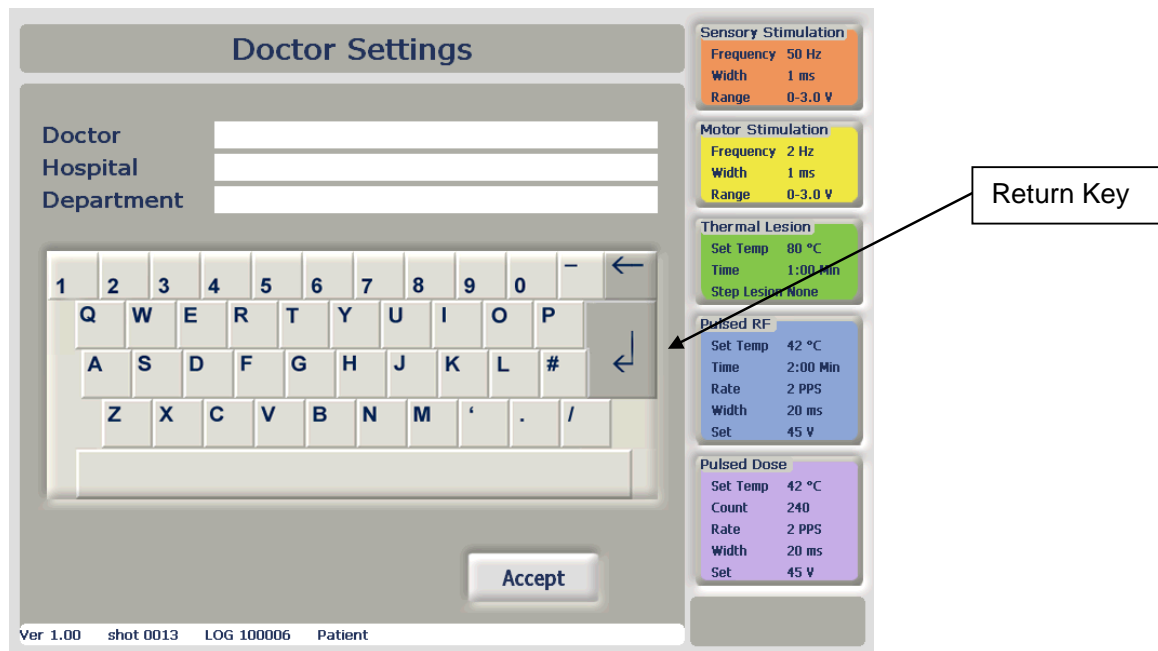 Doctor Settings
Doctor
Hospital
Department
1 2 3 4 5 6 7 8 9 0 – ←
Q W E R T Y U I O P
A S D F G H J K L #
Z X C V B N M ‘ . /
Accept
Ver 1.00 shot 0013 LOG 100006 Patient
Sensory Stimulation
Frequency 50 Hz
Width 1 ms
Range 0-3.0 V
Motor Stimulation
Frequency 2 Hz
Width 1 ms
Range 0-3.0 V
Thermal Lesion
Set Temp 80 °C
Time 1:00 Min
Step Lesion None
Pulsed RF
Set Temp 42 °C
Time 2:00 Min
Rate 2 PPS
Width 20 ms
Set 45 V
Pulsed Dose
Set Temp 42 °C
Count 240
Rate 2 PPS
Width 20 ms
Set 45 V
Return Key